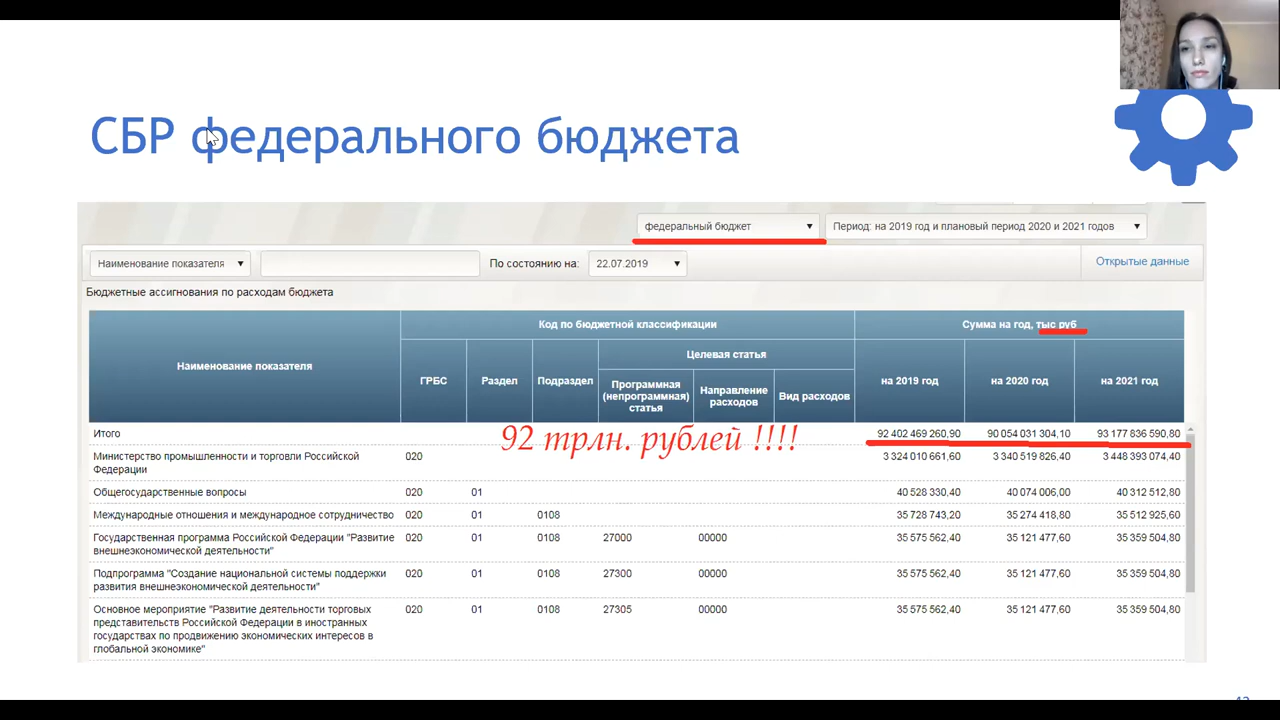 СБР федерального бюджета
федеральный бюджет
Период: на 2019 год и плановый период 2020 и 2021 годов
Наименование показателя
По состоянию на:
22.07.2019
Открытые данные
Бюджетные ассигнования по расходам бюджета
Наименование показателя
Код по бюджетной классификации
Сумма на год, тыс руб
ГРБС
Раздел
Подраздел
Целевая статья
Программная
(непрограммная)
статья
Направление
расходов
Вид расходов
на 2019 год
на 2020 год
на 2021 год
92 трлн. рублей !!!!
Итого 92 402 469 260,90 90 054 031 304,10 93 177 836 590,80
Министерство промышленности и торговли Российской 020 3 324 010 661,60 3 340 519 826,40 3 448 393 074,40
Федерации
Общегосударственные вопросы 020 01 40 528 330,40 40 074 006,00 40 312 512,80
Международные отношения и международное сотрудничество 020 01 0108 35 728 743,20 35 274 418,80 35 512 925,60
Государственная программа Российской Федерации "Развитие 020 01 0108 27000 00000 35 575 562,40 35 121 477,60 35 359 504,80
внешнеэкономической деятельности"
Подпрограмма "Создание национальной системы поддержки 020 01 0108 27300 00000 35 575 562,40 35 121 477,60 35 359 504,80
развития внешнеэкономической деятельности"
Основное мероприятие "Развитие деятельности торговых 020 01 0108 27305 00000 35 575 562,40 35 121 477,60 35 359 504,80
представительств Российской Федерации в иностранных
государствах по продвижению экономических интересов в
глобальной экономике"